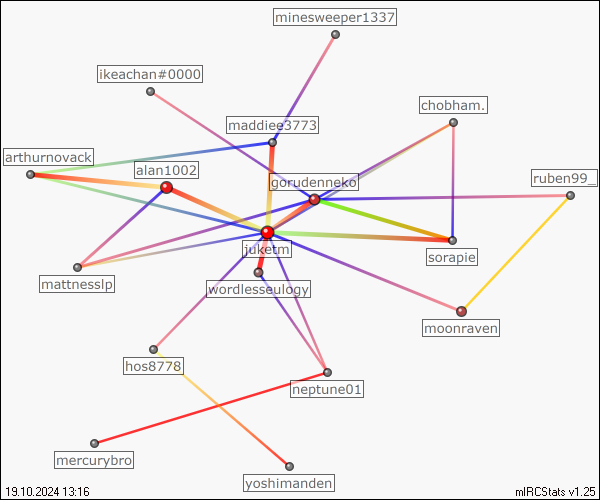 minesweeper1337
ikeachan#0000
chobham.
maddiee3773
arthurnovack
alan1002
gorudenneko
ruben99_
juketm
sorapie
mattnesslp
wordlesseulogy
moonraven
hos8778
neptune01
mercurybro
yoshimanden
19.10.2024 13:16
mIRCStats v1.25